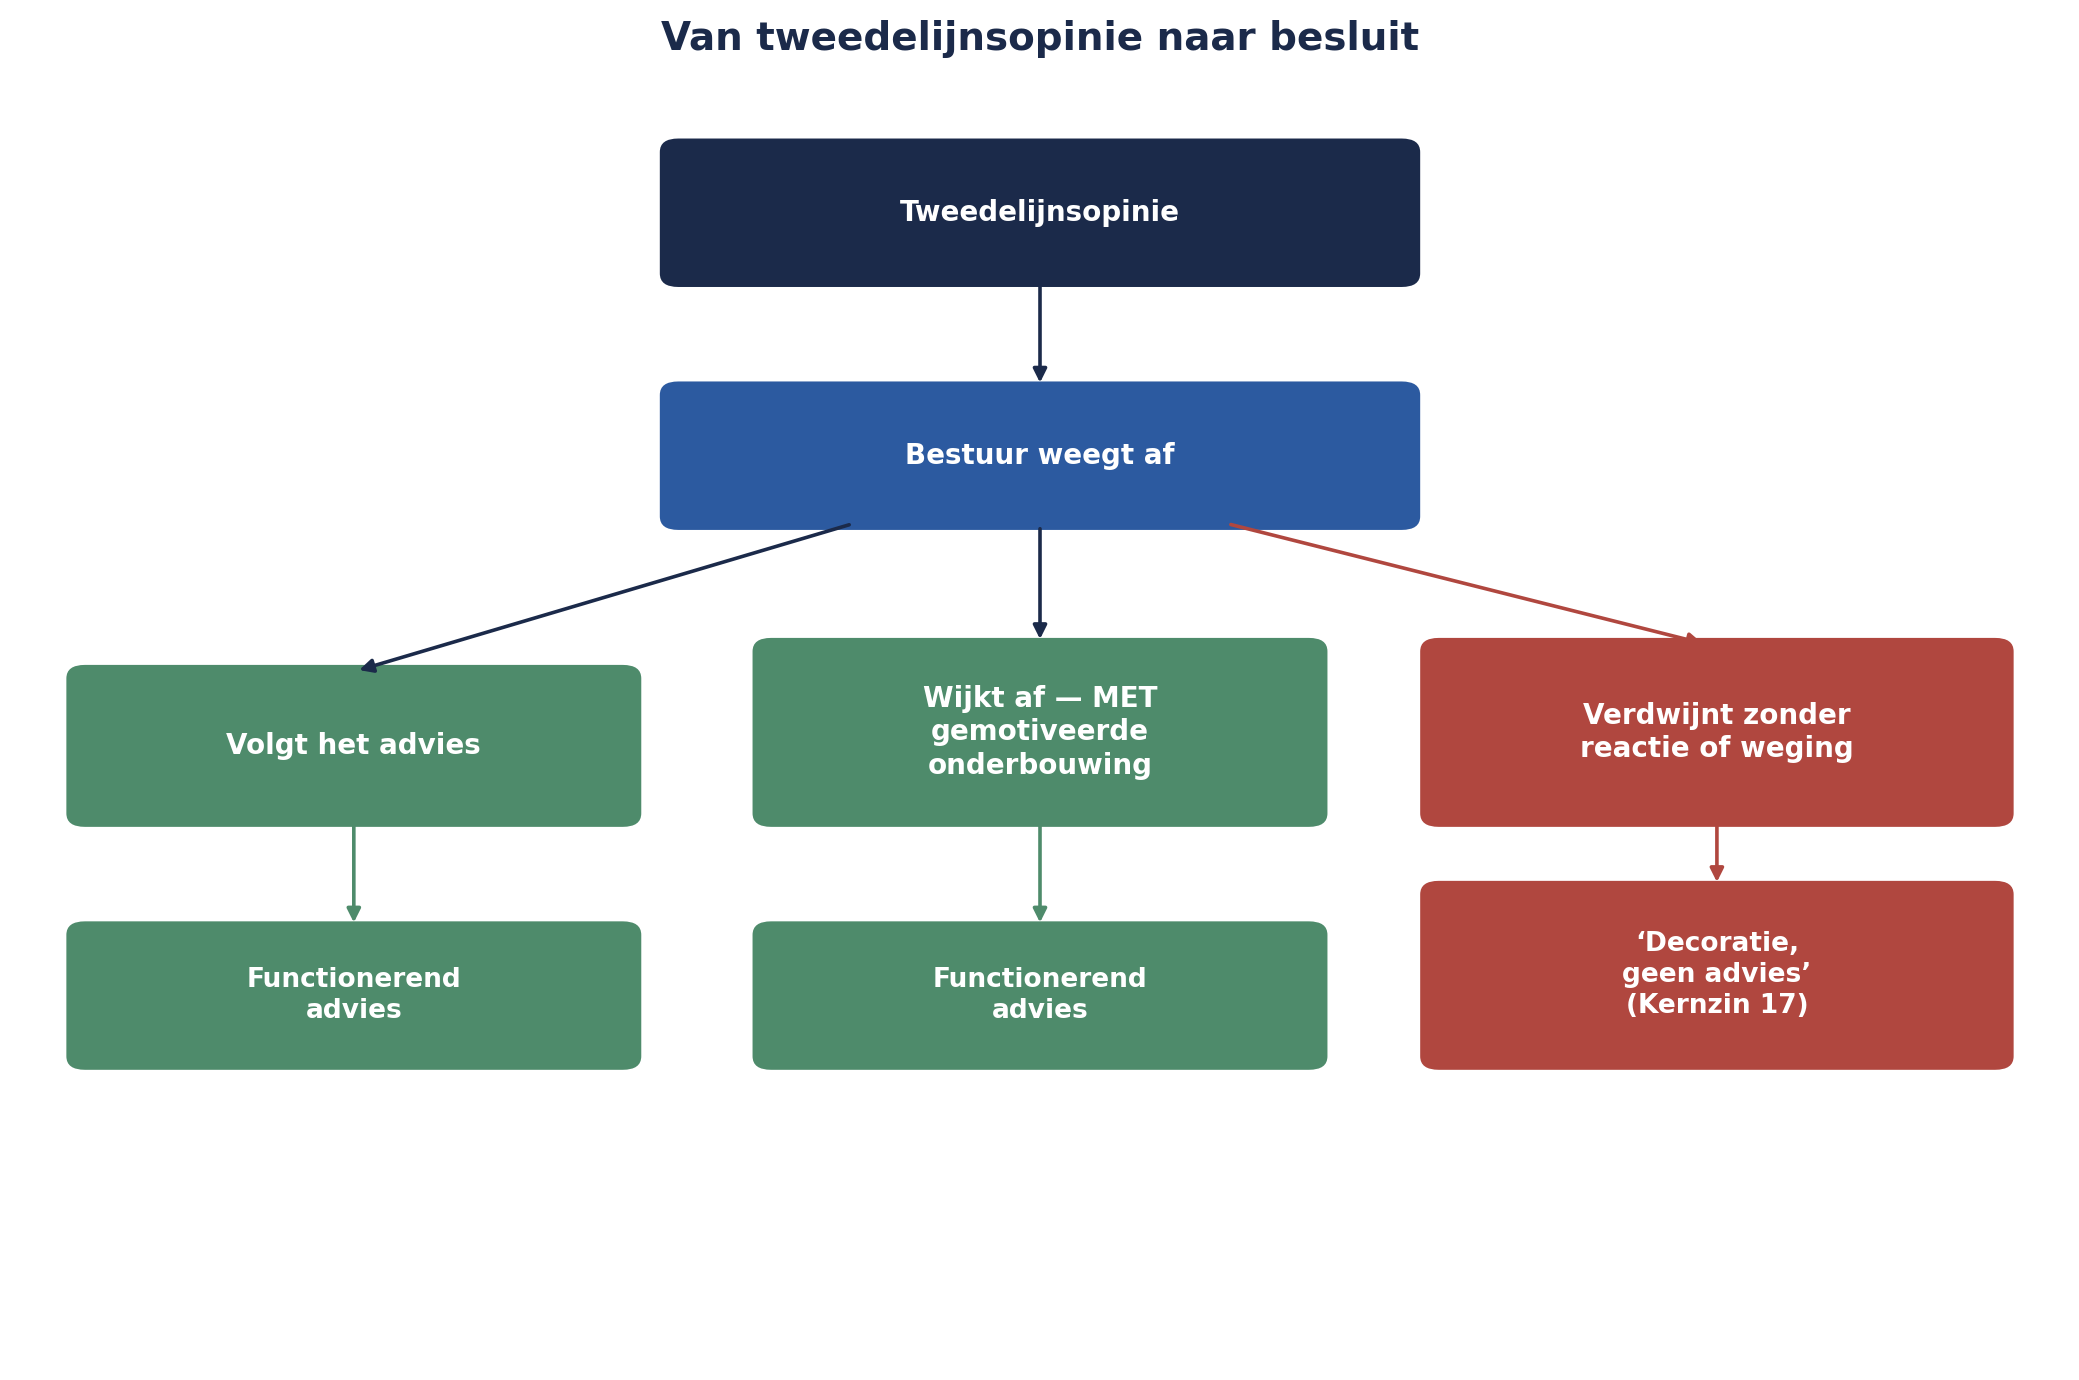 Van tweedelijnsopinie naar besluit
Tweedelijnsopinie
Bestuur weegt af
Volgt het advies
Wijkt af — MET
gemotiveerde
onderbouwing
Verdwijnt zonder
reactie of weging
Functionerend
advies
Functionerend
advies
‘Decoratie,
geen advies’
(Kernzin 17)